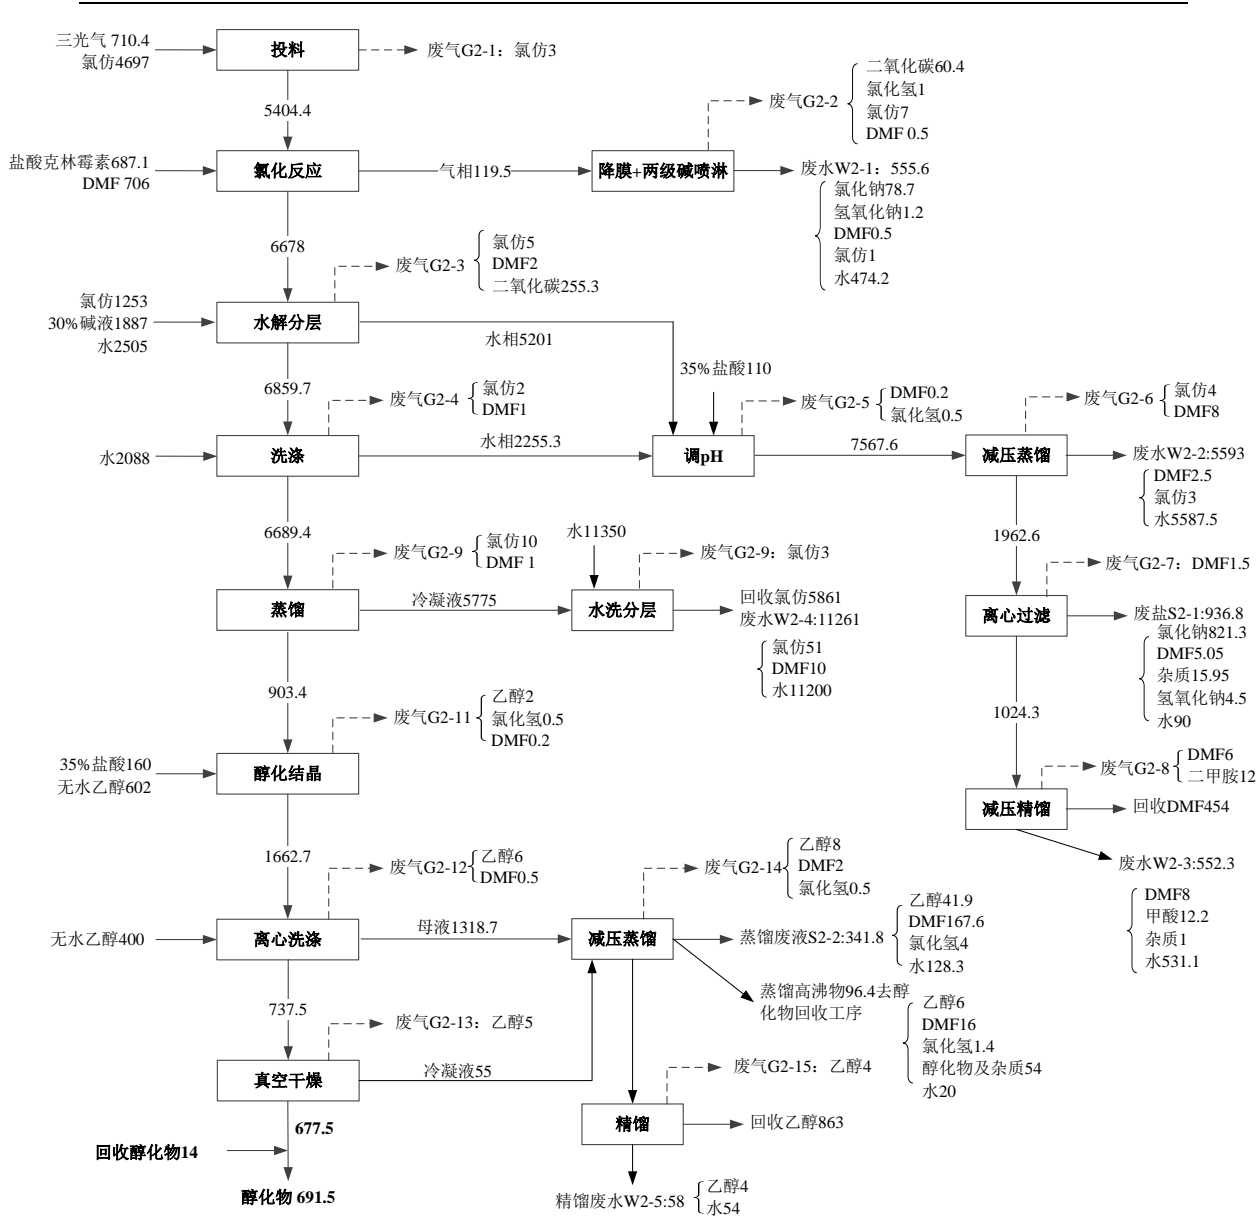 三光气 710.4
氯仿4697
投料
废气G2-1：氯仿3
5404.4
废气G2-2
二氧化碳60.4
氯化氢1
氯仿7
DMF 0.5
盐酸克林霉素687.1
DMF 706
氯化反应
气相119.5
降膜+两级碱喷淋
废水W2-1：555.6
氯化钠78.7
氢氧化钠1.2
DMF0.5
氯仿1
水474.2
6678
废气G2-3
氯仿5
DMF2
二氧化碳255.3
氯仿1253
30%碱液1887
水2505
水解分层
水相5201
35%盐酸110
6859.7
废气G2-4
氯仿2
DMF1
废气G2-5
DMF0.2
氯化氢0.5
废气G2-6
氯仿4
DMF8
水2088
洗涤
水相2255.3
调pH
7567.6
减压蒸馏
废水W2-2:5593
DMF2.5
氯仿3
水5587.5
6689.4
1962.6
废气G2-9
氯仿10
DMF 1
水11350
废气G2-9：氯仿3
废气G2-7：DMF1.5
蒸馏
冷凝液5775
水洗分层
回收氯仿5861
废水W2-4:11261
氯仿51
DMF10
水11200
离心过滤
废盐S2-1:936.8
氯化钠821.3
DMF5.05
杂质15.95
氢氧化钠4.5
水90
903.4
1024.3
废气G2-11
乙醇2
氯化氢0.5
DMF0.2
35%盐酸160
无水乙醇602
醇化结晶
废气G2-8
DMF6
二甲胺12
减压精馏
回收DMF454
废水W2-3:552.3
DMF8
甲酸12.2
杂质1
水531.1
1662.7
废气G2-12
乙醇6
DMF0.5
废气G2-14
乙醇8
DMF2
氯化氢0.5
无水乙醇400
离心洗涤
母液1318.7
减压蒸馏
蒸馏废液S2-2:341.8
乙醇41.9
DMF167.6
氯化氢4
水128.3
蒸馏高沸物96.4去醇
化物回收工序
乙醇6
DMF16
氯化氢1.4
醇化物及杂质54
水20
737.5
废气G2-13：乙醇5
真空干燥
冷凝液55
废气G2-15：乙醇4
精馏
回收乙醇863
677.5
回收醇化物14
醇化物 691.5
精馏废水W2-5:58
乙醇4
水54